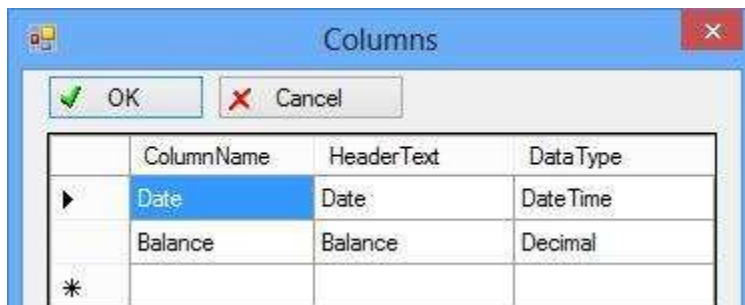 Columns
OK Cancel
ColumnName HeaderText DataType
Date Date DateTime
Balance Balance Decimal